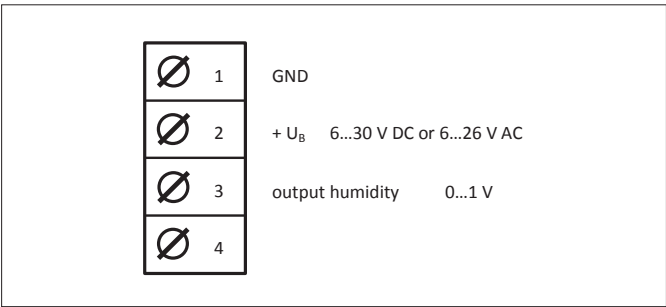 1 GND
2 + U_B 6...30 V DC or 6...26 V AC
3 output humidity 0...1 V
4